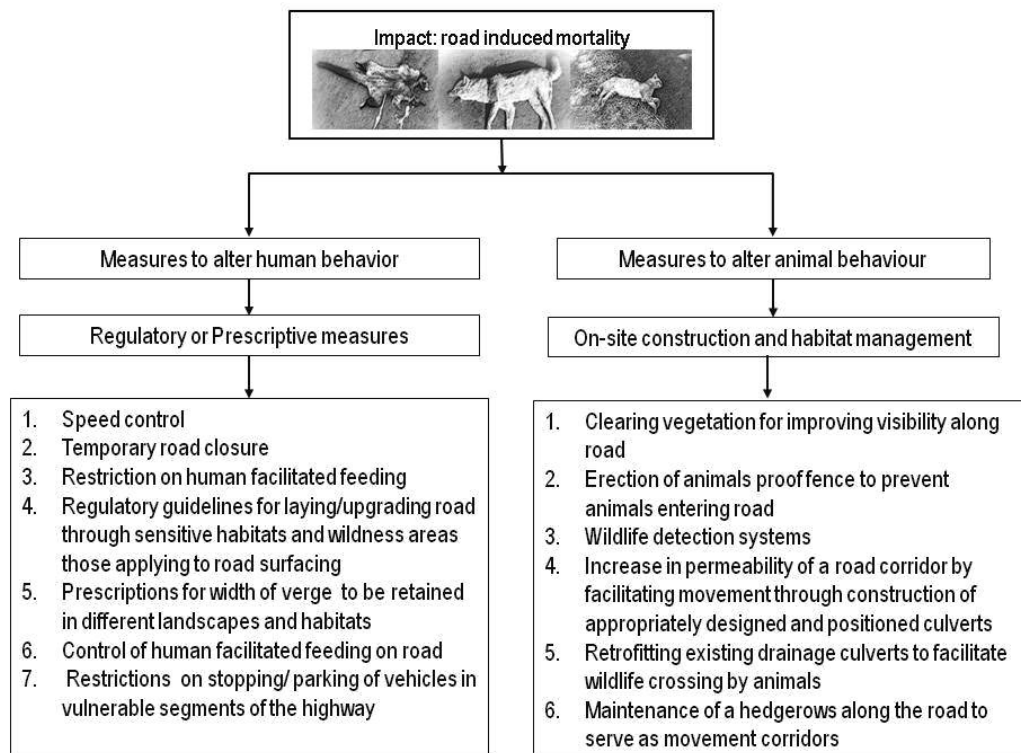 Impact: road induced mortality
Measures to alter human behavior
Regulatory or Prescriptive measures
1. Speed control
2. Temporary road closure
3. Restriction on human facilitated feeding
4. Regulatory guidelines for laying/upgrading road
through sensitive habitats and wildness areas
those applying to road surfacing
5. Prescriptions for width of verge to be retained
in different landscapes and habitats
6. Control of human facilitated feeding on road
7. Restrictions on stopping/ parking of vehicles in
vulnerable segments of the highway
Measures to alter animal behaviour
On-site construction and habitat management
1. Clearing vegetation for improving visibility along
road
2. Erection of animals proof fence to prevent
animals entering road
3. Wildlife detection systems
4. Increase in permeability of a road corridor by
facilitating movement through construction of
appropriately designed and positioned culverts
5. Retrofitting existing drainage culverts to facilitate
wildlife crossing by animals
6. Maintenance of a hedgerows along the road to
serve as movement corridors